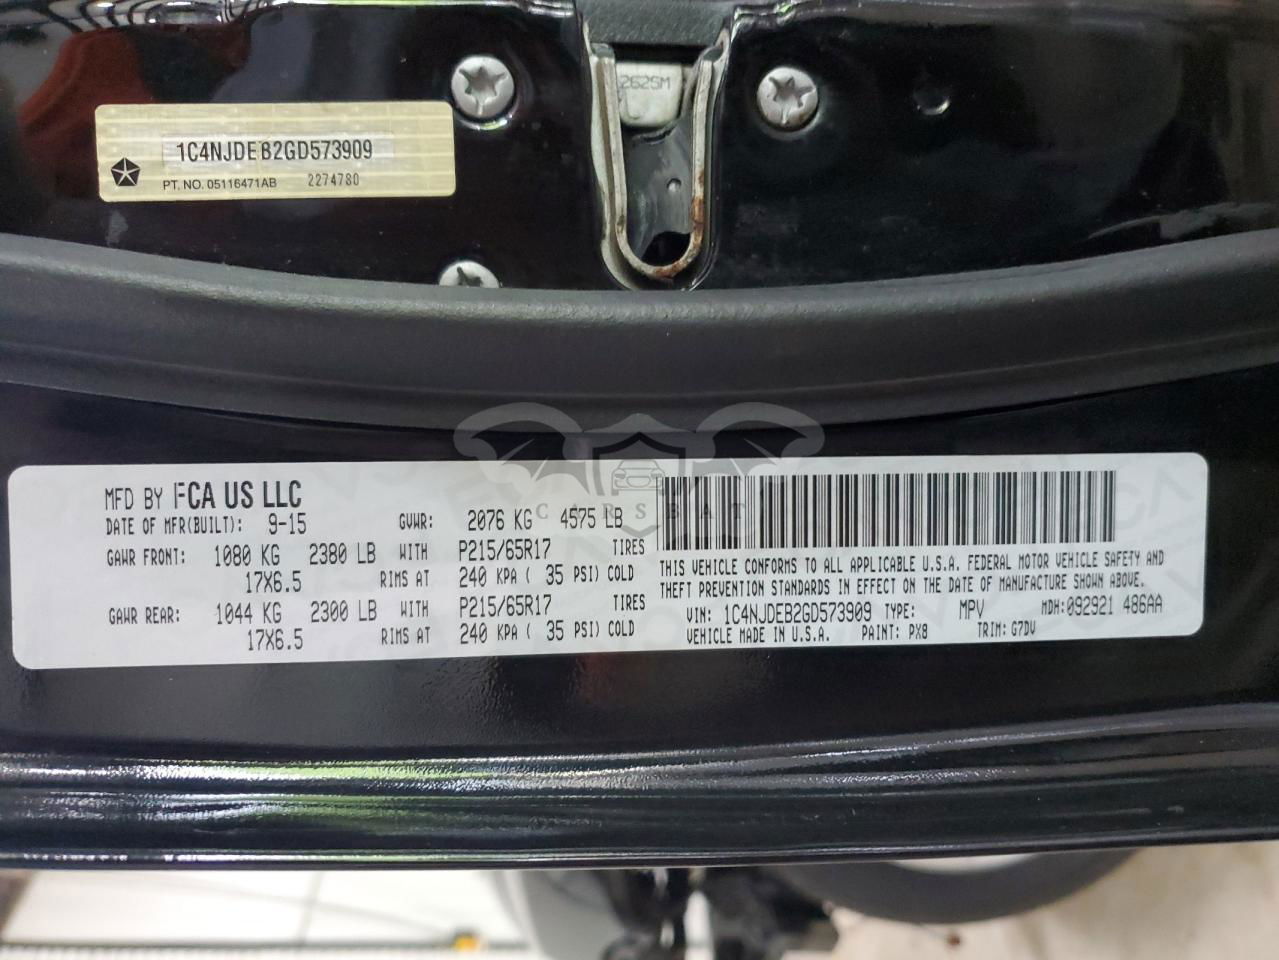 262SM
1C4NJDEB2GD573909
PT. NO. 05116471AB 2274780
CARSBAT
MFD BY FCA US LLC
DATE OF MFR(BUILT): 9-15 GVWR: 2076 KG 4575 LB
GAWR FRONT: 1080 KG 2380 LB WITH P215/65R17 TIRES
17X6.5 RIMS AT 240 KPA ( 35 PSI) COLD
GAWR REAR: 1044 KG 2300 LB WITH P215/65R17 TIRES
17X6.5 RIMS AT 240 KPA ( 35 PSI) COLD
THIS VEHICLE CONFORMS TO ALL APPLICABLE U.S.A. FEDERAL MOTOR VEHICLE SAFETY AND
THEFT PREVENTION STANDARDS IN EFFECT ON THE DATE OF MANUFACTURE SHOWN ABOVE.
VIN: 1C4NJDEB2GD573909 TYPE: MPV MDH: 092921 486AA
VEHICLE MADE IN U.S.A. PAINT: PX8 TRIM: G7DV